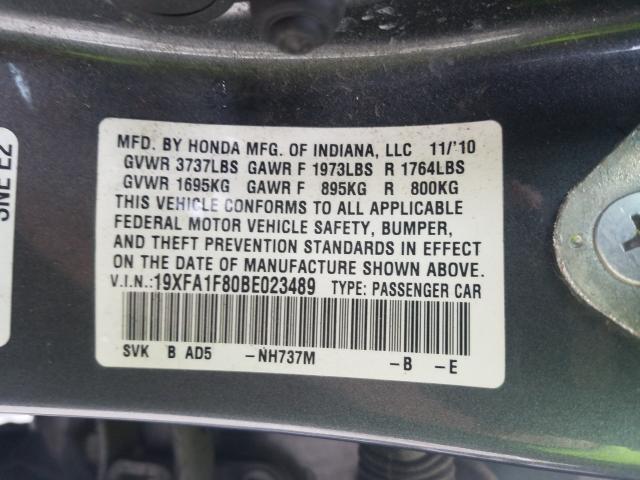 MFD. BY HONDA MFG. OF INDIANA, LLC 11/'10
GVWR 3737LBS GAWR F 1973LBS R 1764LBS
GVWR 1695KG GAWR F 895KG R 800KG
THIS VEHICLE CONFORMS TO ALL APPLICABLE
FEDERAL MOTOR VEHICLE SAFETY, BUMPER,
AND THEFT PREVENTION STANDARDS IN EFFECT
ON THE DATE OF MANUFACTURE SHOWN ABOVE.
V.I.N.:19XFA1F80BE023489 TYPE: PASSENGER CAR
SVK B AD5 -NH737M -B -E
SNE E2